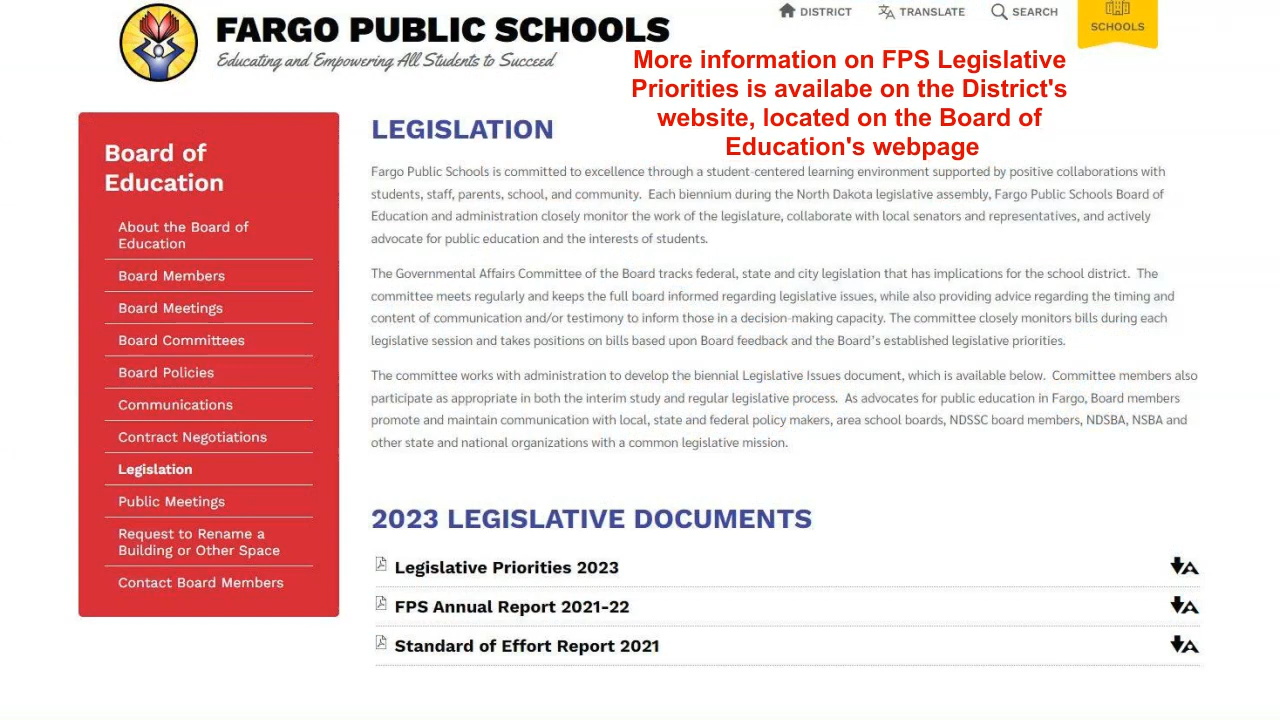 FARGO PUBLIC SCHOOLS
Educating and Empowering All Students to Succeed
DISTRICT
TRANSLATE
SEARCH
SCHOOLS
More information on FPS Legislative
Priorities is availabe on the District's
website, located on the Board of
Education's webpage
Board of
Education
About the Board of
Education
Board Members
Board Meetings
Board Committees
Board Policies
Communications
Contract Negotiations
Legislation
Public Meetings
Request to Rename a
Building or Other Space
Contact Board Members
LEGISLATION
Fargo Public Schools is committed to excellence through a student-centered learning environment supported by positive collaborations with
students, staff, parents, school, and community. Each biennium during the North Dakota legislative assembly, Fargo Public Schools Board of
Education and administration closely monitor the work of the legislature, collaborate with local senators and representatives, and actively
advocate for public education and the interests of students.
The Governmental Affairs Committee of the Board tracks federal, state and city legislation that has implications for the school district. The
committee meets regularly and keeps the full board informed regarding legislative issues, while also providing advice regarding the timing and
content of communication and/or testimony to inform those in a decision-making capacity. The committee closely monitors bills during each
legislative session and takes positions on bills based upon Board feedback and the Board's established legislative priorities.
The committee works with administration to develop the biennial Legislative Issues document, which is available below. Committee members also
participate as appropriate in both the interim study and regular legislative process. As advocates for public education in Fargo, Board members
promote and maintain communication with local, state and federal policy makers, area school boards, NDSSC board members, NDSBA, NSBA and
other state and national organizations with a common legislative mission.
2023 LEGISLATIVE DOCUMENTS
Legislative Priorities 2023
FPS Annual Report 2021-22
Standard of Effort Report 2021